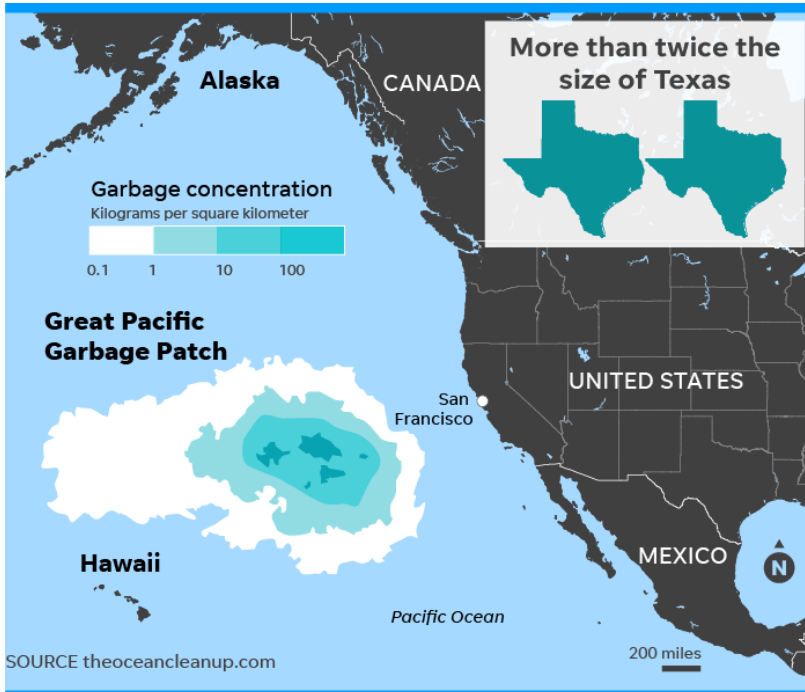 More than twice the
size of Texas
Alaska
CANADA
Garbage concentration
Kilograms per square kilometer
0.1 1 10 100
Great Pacific
Garbage Patch
San
Francisco
UNITED STATES
Hawaii
MEXICO
N
Pacific Ocean
200 miles
SOURCE theoceancleanup.com